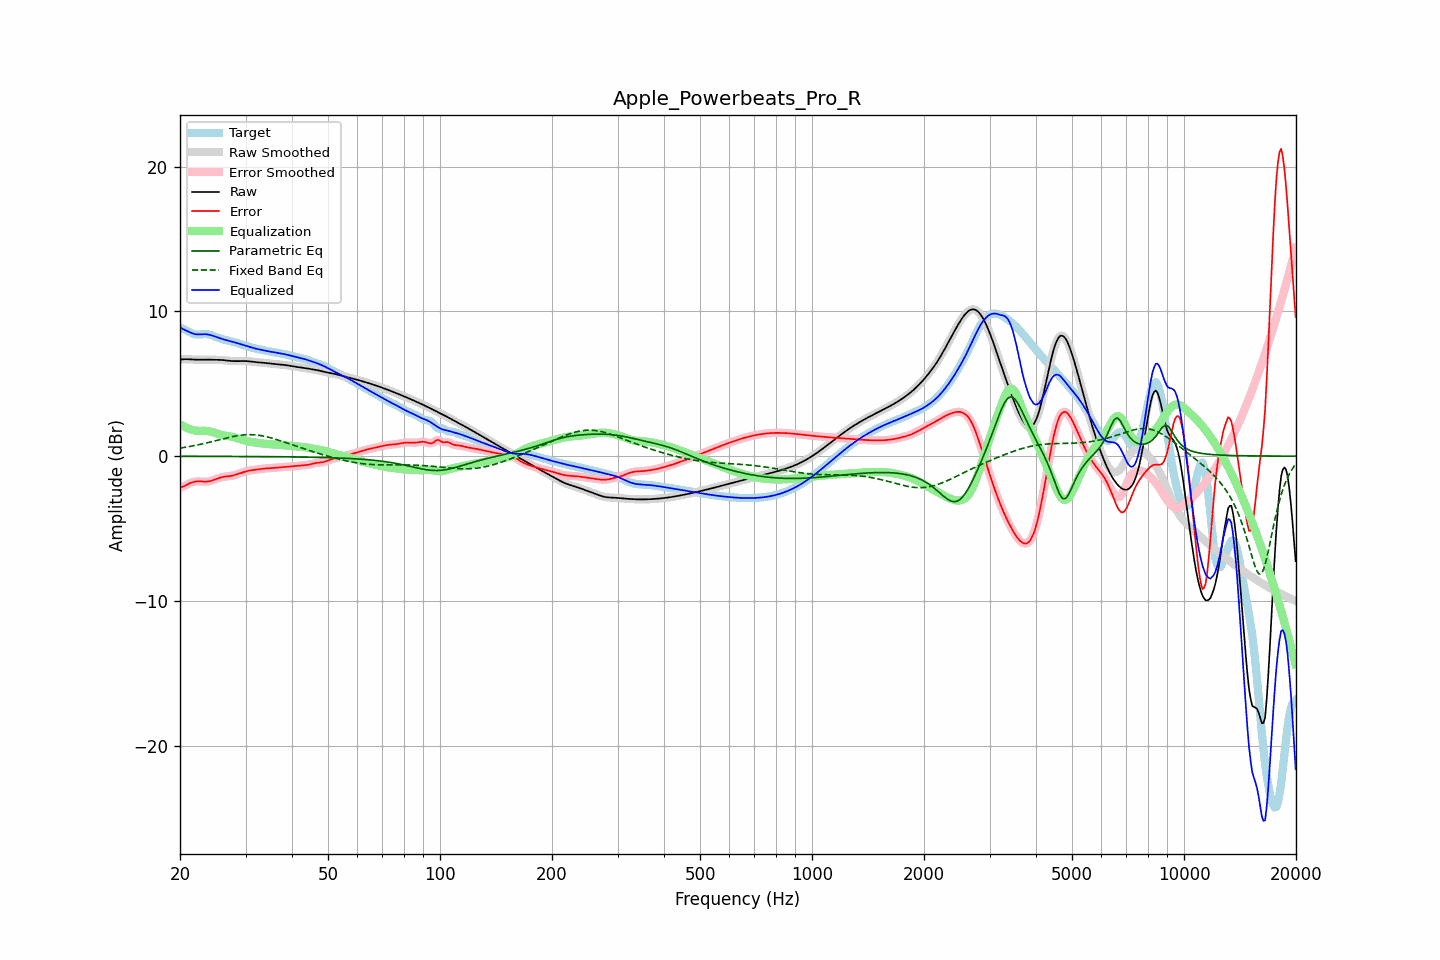 Apple_Powerbeats_Pro_R
Target
Raw Smoothed
Error Smoothed
Raw
Error
Equalization
Parametric Eq
Fixed Band Eq
Equalized
Amplitude (dBr)
20
10
0
−10
−20
20
50
100
200
500
1000
2000
5000
10000
20000
Frequency (Hz)